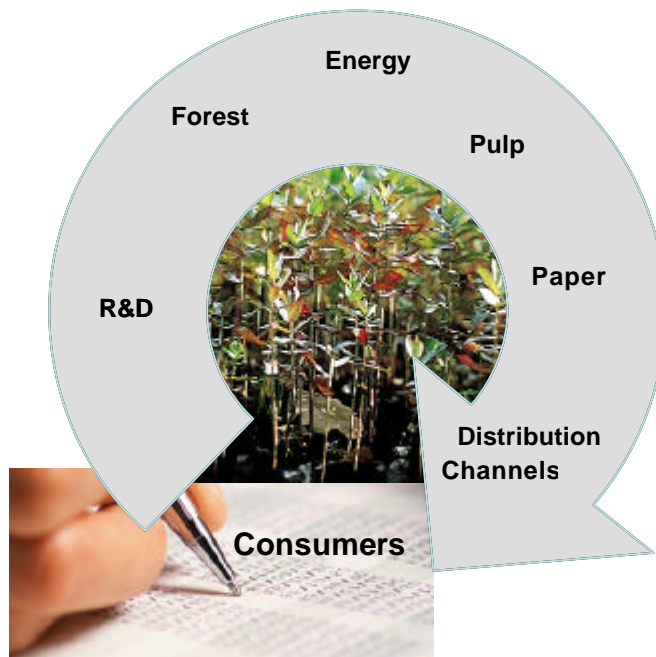 Energy
Forest
Pulp
Paper
R&D
Distribution
Channels
Consumers